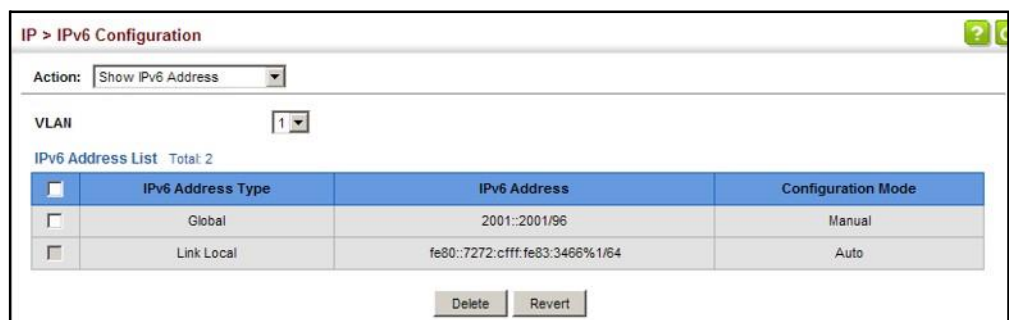 IP > IPv6 Configuration ?
Action: Show IPv6 Address
VLAN 1
IPv6 Address List Total: 2
IPv6 Address Type IPv6 Address Configuration Mode
Global 2001::2001/96 Manual
Link Local fe80::7272:cfff:fe83:3466%1/64 Auto
Delete Revert